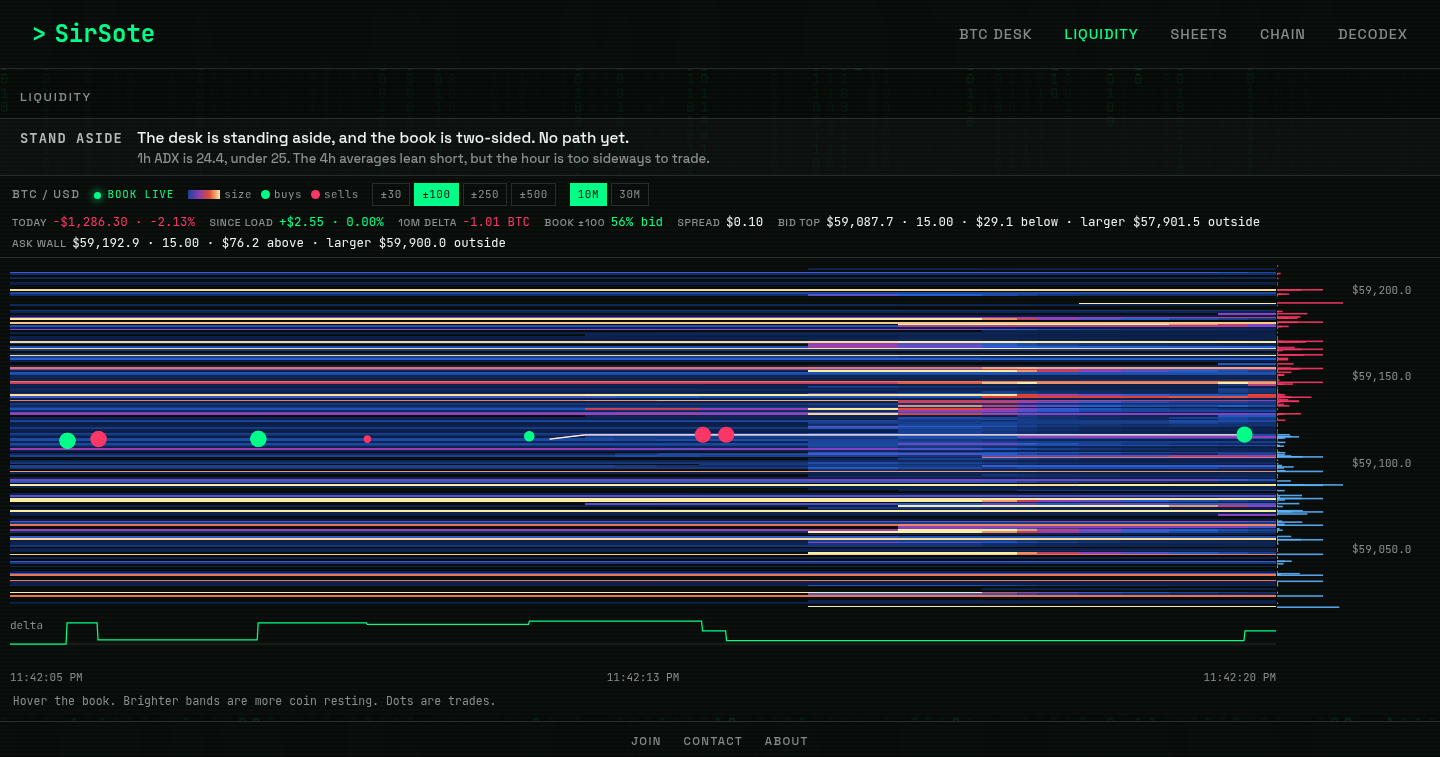 > SirSote
BTC DESK LIQUIDITY SHEETS CHAIN DECODEX
LIQUIDITY
STAND ASIDE The desk is standing aside, and the book is two-sided. No path yet.
1h ADX is 24.4, under 25. The 4h averages lean short, but the hour is too sideways to trade.
BTC / USD BOOK LIVE size buys sells ±30 ±100 ±250 ±500 10M 30M
TODAY -$1,286.30 · -2.13% SINCE LOAD +$2.55 · 0.00% 10M DELTA -1.01 BTC BOOK ±100 56% bid SPREAD $0.10 BID TOP $59,087.7 · 15.00 · $29.1 below · larger $57,901.5 outside
ASK WALL $59,192.9 · 15.00 · $76.2 above · larger $59,900.0 outside
$59,200.0
$59,150.0
$59,100.0
$59,050.0
delta
11:42:05 PM 11:42:13 PM 11:42:20 PM
Hover the book. Brighter bands are more coin resting. Dots are trades.
JOIN CONTACT ABOUT